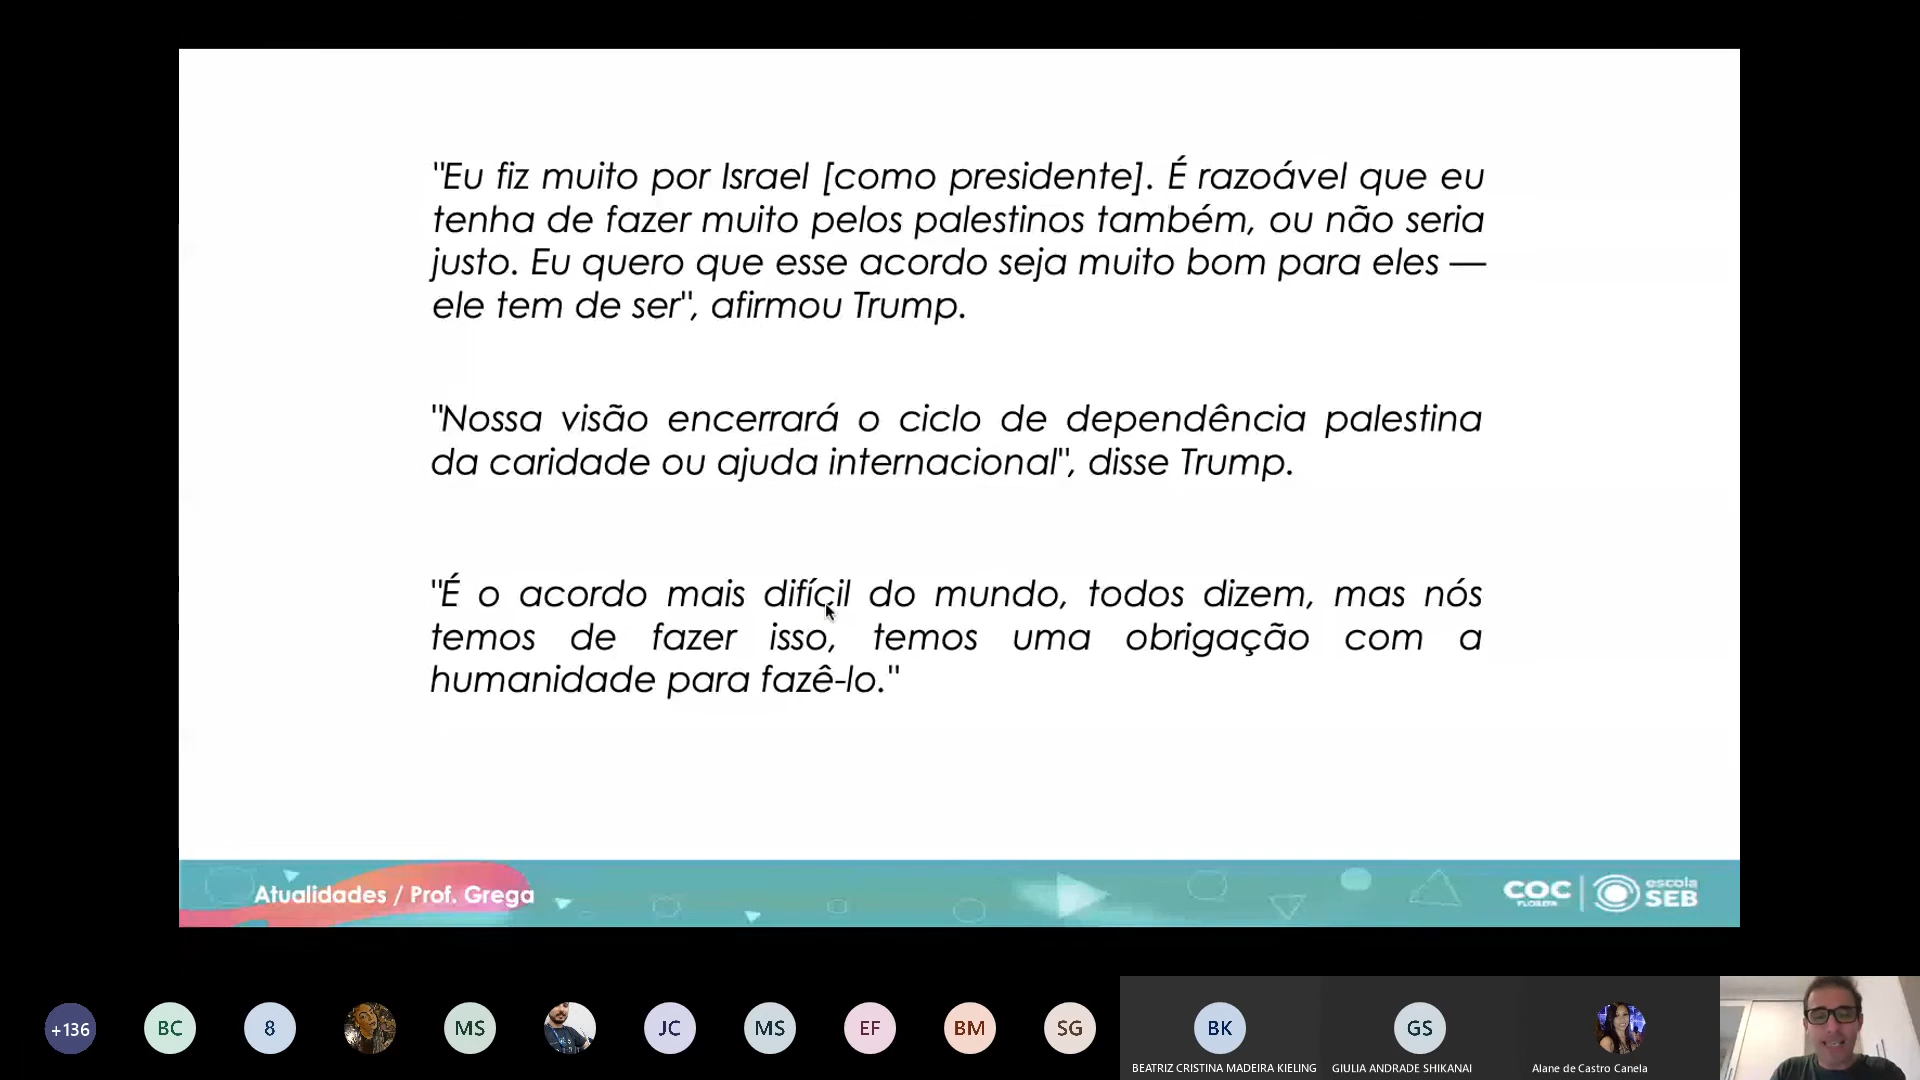 "Eu fiz muito por Israel [como presidente]. É razoável que eu
tenha de fazer muito pelos palestinos também, ou não seria
justo. Eu quero que esse acordo seja muito bom para eles —
ele tem de ser", afirmou Trump.
"Nossa visão encerrará o ciclo de dependência palestina
da caridade ou ajuda internacional", disse Trump.
"É o acordo mais difícil do mundo, todos dizem, mas nós
temos de fazer isso, temos uma obrigação com a
humanidade para fazê-lo."
Atualidades / Prof. Grega
COC
escola
SEB
+136
BC
8
MS
JC
MS
EF
BM
SG
BK
GS
BEATRIZ CRISTINA MADEIRA KIELING
GIULIA ANDRADE SHIKANAI
Alane de Castro Canela